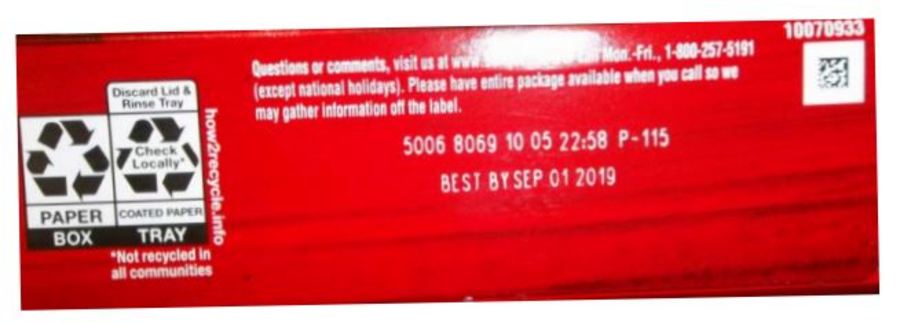 10070933
Questions or comments, visit us at www. Mon.-Fri., 1-800-257-5191
(except national holidays). Please have entire package available when you call so we
may gather information off the label.
5006 8069 10 05 22:58 P-115
BEST BY SEP 01 2019
Discard Lid &
Rinse Tray
Check
Locally*
PAPER
COATED PAPER
BOX
TRAY
*Not recycled in
all communities
how2recycle.info